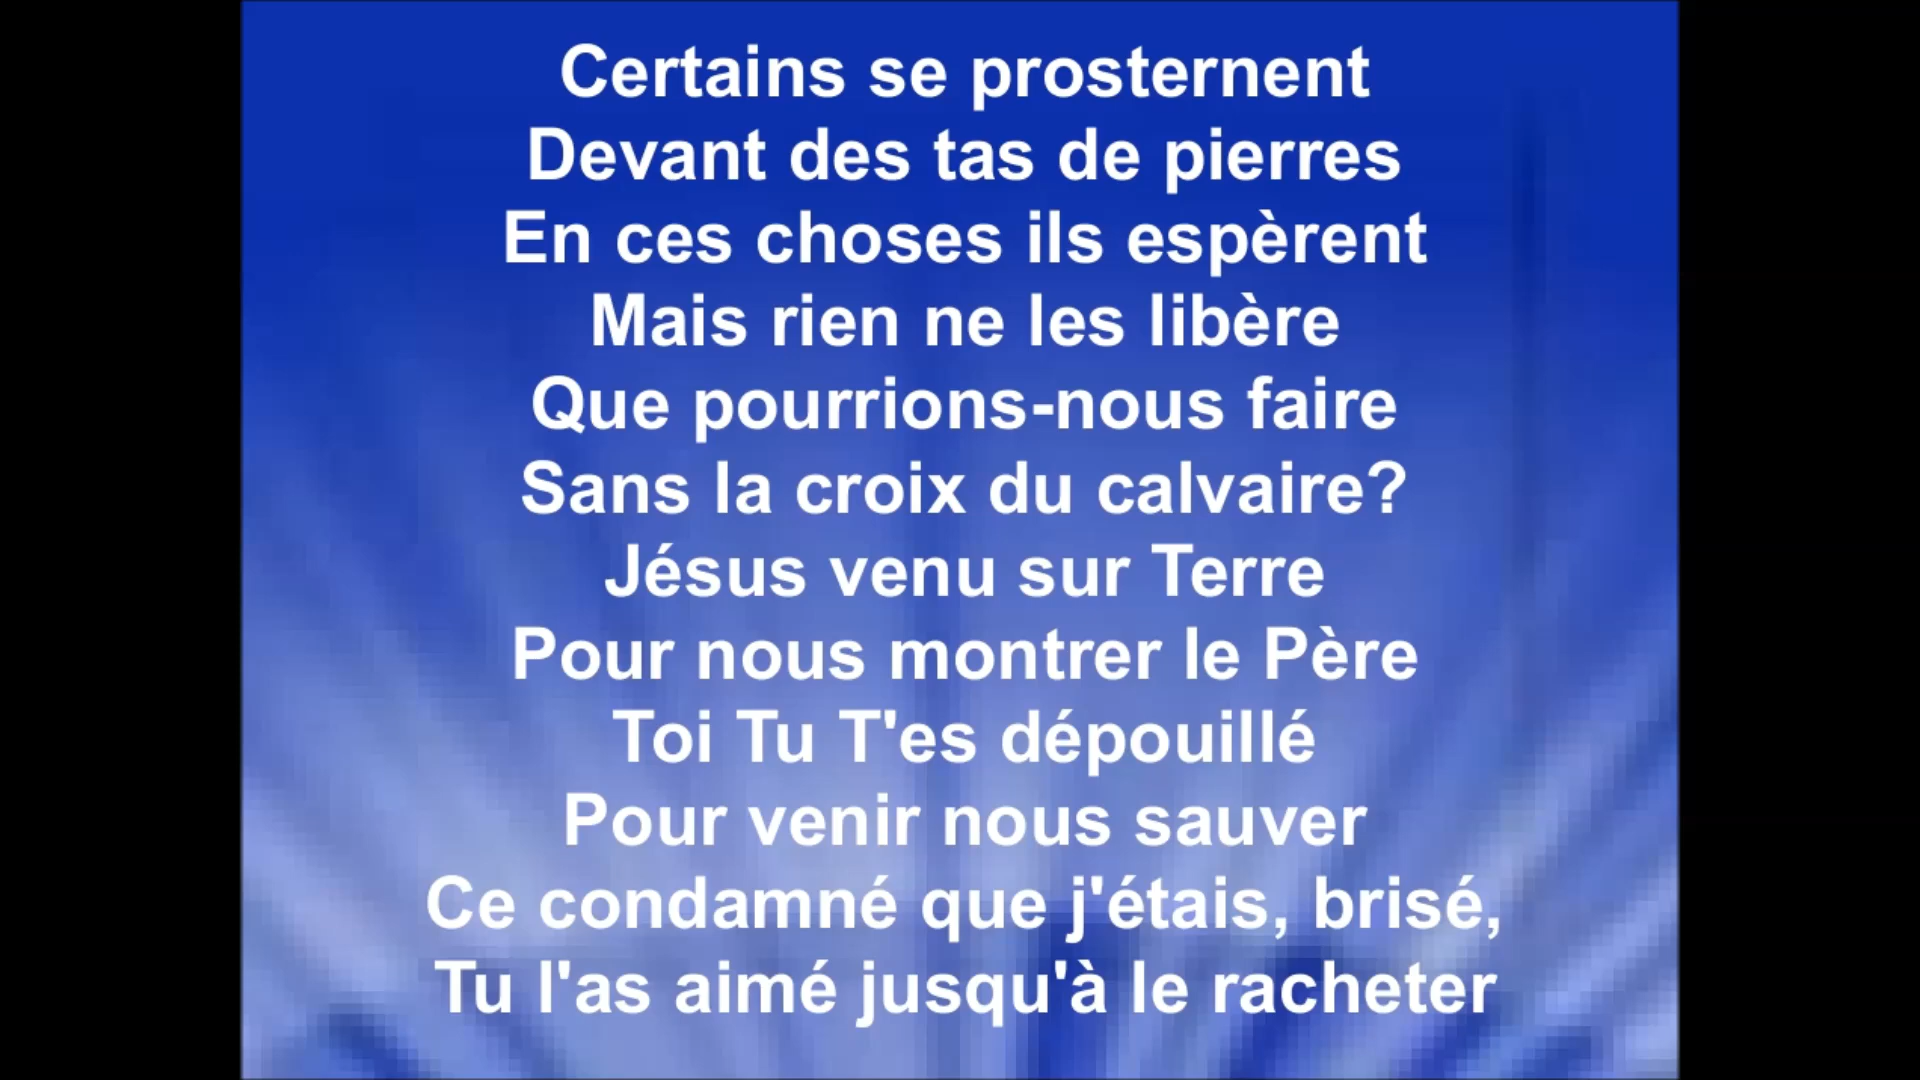 Certains se prosternent
Devant des tas de pierres
En ces choses ils espèrent
Mais rien ne les libère
Que pourrions-nous faire
Sans la croix du calvaire?
Jésus venu sur Terre
Pour nous montrer le Père
Toi Tu T'es dépouillé
Pour venir nous sauver
Ce condamné que j'étais, brisé,
Tu l'as aimé jusqu'à le racheter